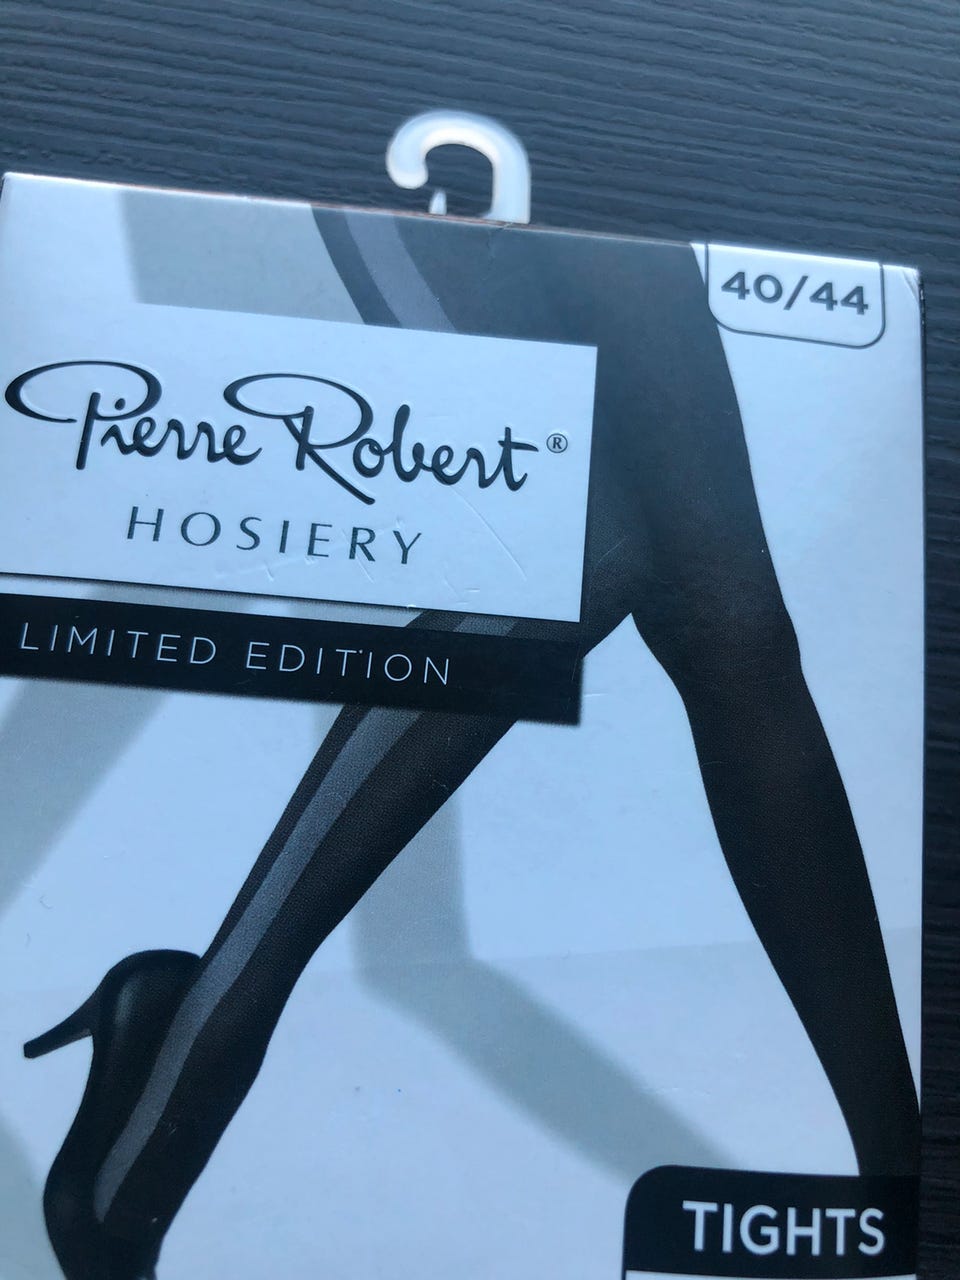 40/44
Pierre Robert®
HOSIERY
LIMITED EDITION
TIGHTS